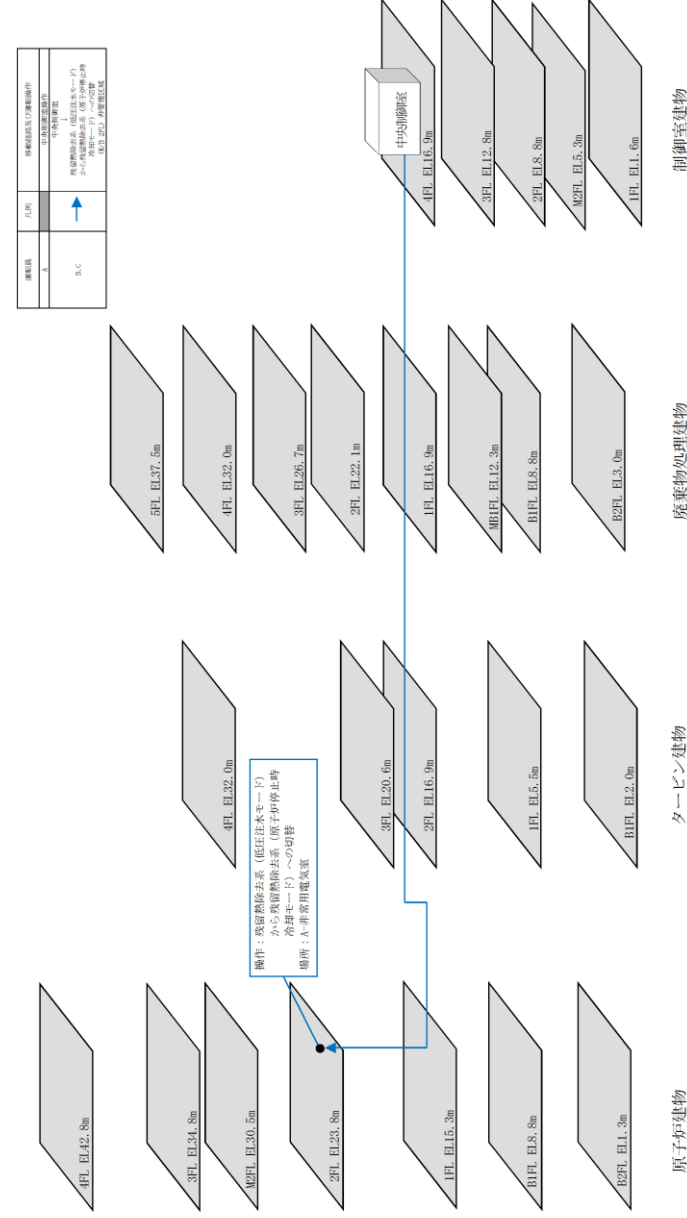 運転員 凡例 移動経路及び運転操作
A 中央制御室操作
B,C 中央制御室
↓
残留熱除去系（低圧注水モード）
から残留熱除去系（原子炉停止時
冷却モード）への切替
(R/B 2FL) 非管理区域
4FL EL42.8m
3FL EL34.8m
M2FL EL30.5m
2FL EL23.8m
1FL EL15.3m
B1FL EL8.8m
B2FL EL1.3m
原子炉建物
操作：残留熱除去系（低圧注水モード）
から残留熱除去系（原子炉停止時
冷却モード）への切替
場所：A-非常用電気室
4FL EL32.0m
3FL EL20.6m
2FL EL16.9m
1FL EL5.5m
B1FL EL2.0m
タービン建物
5FL EL37.5m
4FL EL32.0m
3FL EL26.7m
2FL EL22.1m
1FL EL16.9m
MB1FL EL12.3m
B1FL EL8.8m
B2FL EL3.0m
廃棄物処理建物
中央制御室
4FL EL16.9m
3FL EL12.8m
2FL EL8.8m
M2FL EL5.3m
1FL EL1.6m
制御室建物